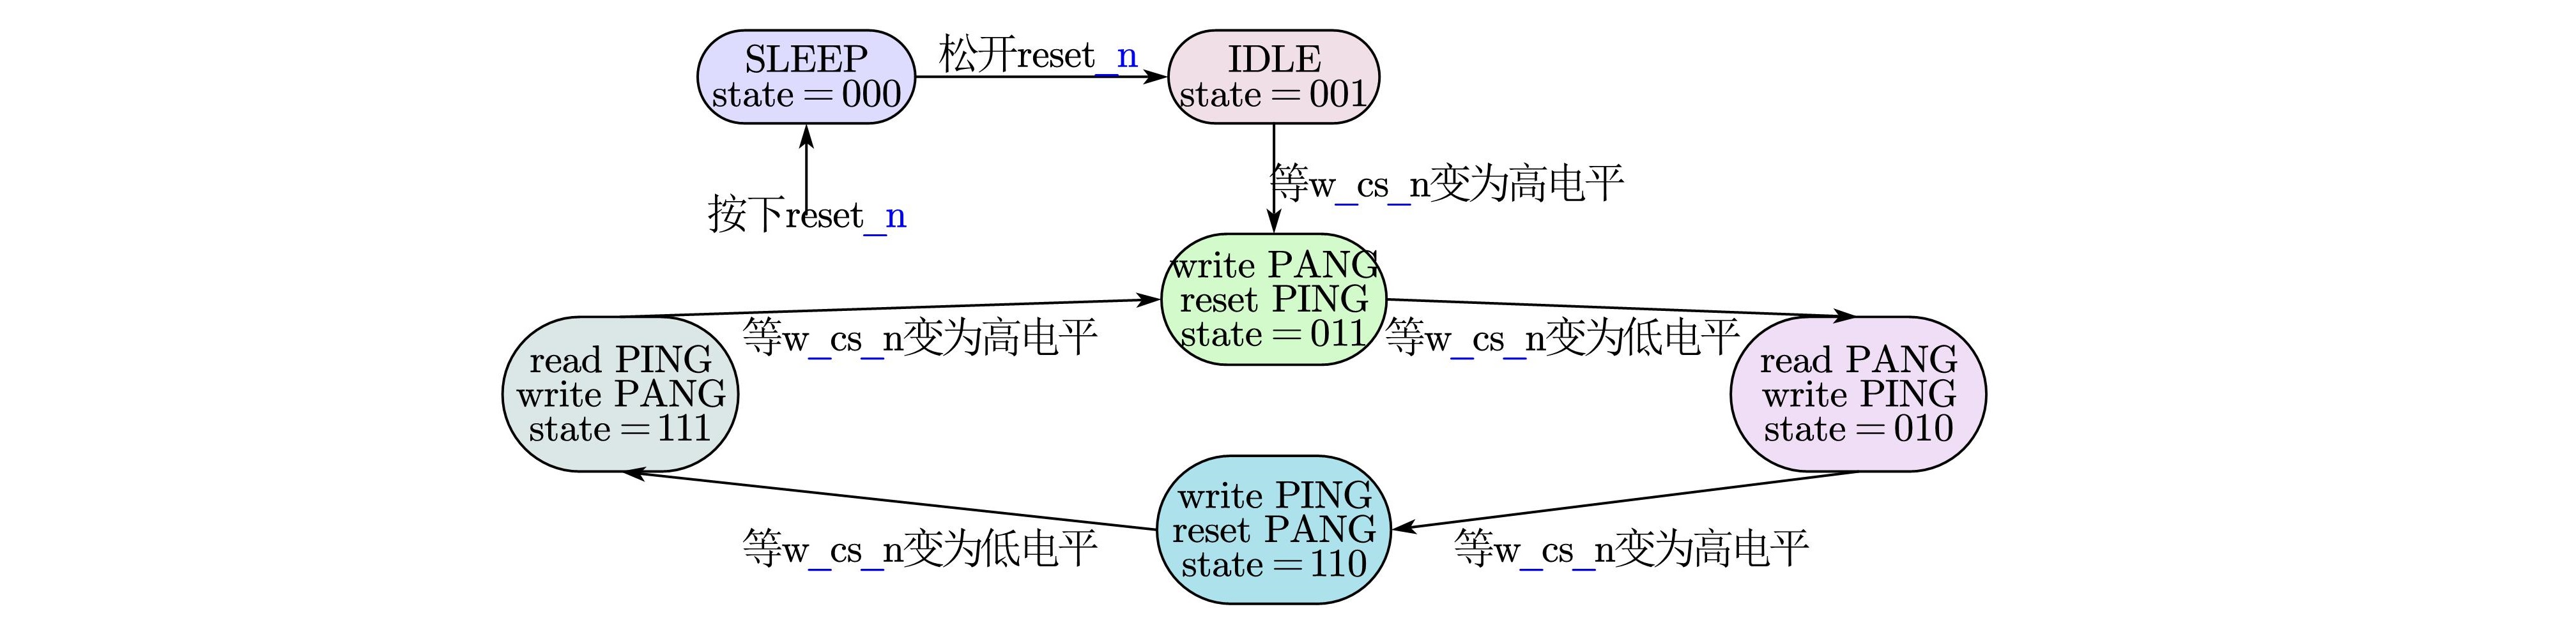 SLEEP
state = 000
松开reset_n
IDLE
state = 001
等w_cs_n变为高电平
按下reset_n
write PANG
reset PING
state = 011
等w_cs_n变为高电平
等w_cs_n变为低电平
read PING
write PANG
state = 111
read PANG
write PING
state = 010
write PING
reset PANG
state = 110
等w_cs_n变为低电平
等w_cs_n变为高电平